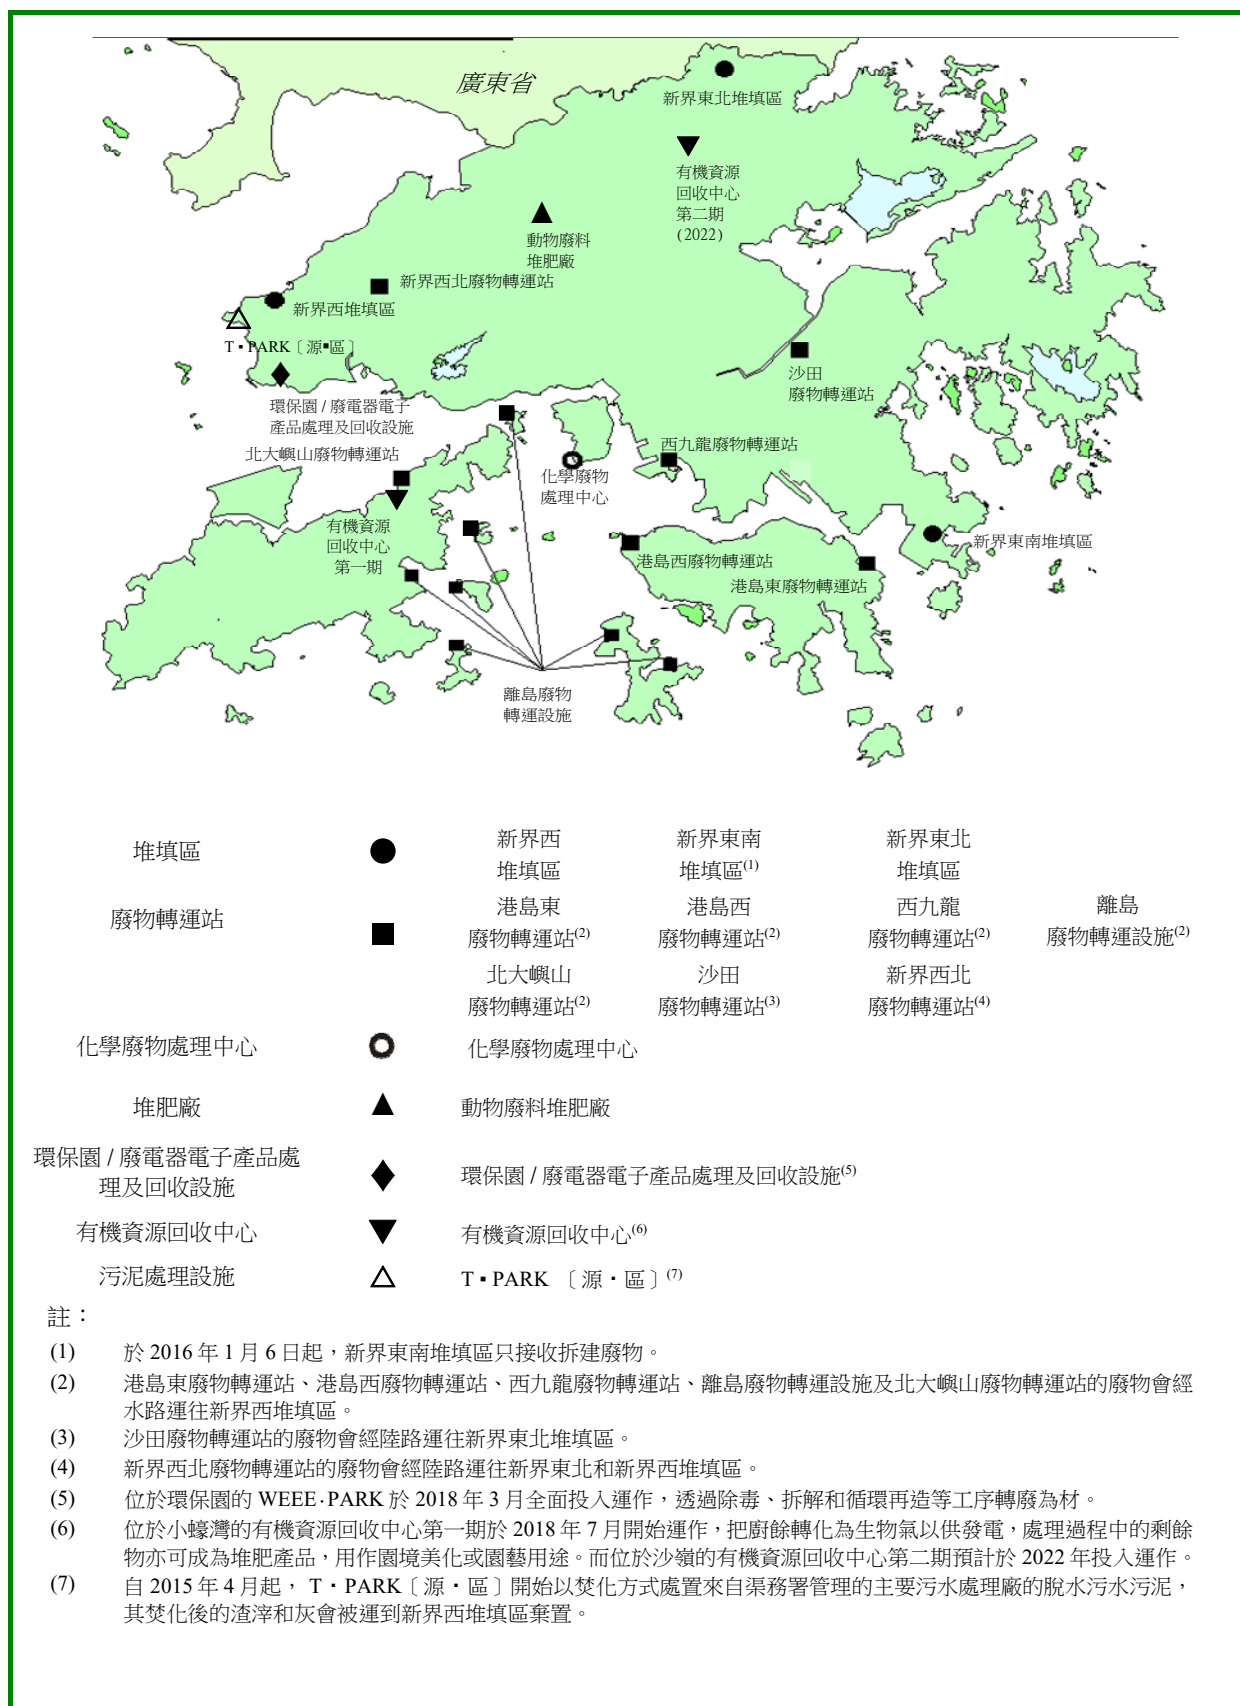 廣東省
新界東北堆填區
有機資源
回收中心
第二期
(2022)
動物廢料
堆肥廠
新界西北廢物轉運站
新界西堆填區
T‧PARK〔源‧區〕
沙田
廢物轉運站
環保園 / 廢電器電子
產品處理及回收設施
北大嶼山廢物轉運站
西九龍廢物轉運站
化學廢物
處理中心
有機資源
回收中心
第一期
新界東南堆填區
港島西廢物轉運站
港島東廢物轉運站
離島廢物
轉運設施
堆填區
新界西
堆填區
新界東南
堆填區(1)
新界東北
堆填區
廢物轉運站
港島東
廢物轉運站(2)
港島西
廢物轉運站(2)
西九龍
廢物轉運站(2)
離島
廢物轉運設施(2)
北大嶼山
廢物轉運站(2)
沙田
廢物轉運站(3)
新界西北
廢物轉運站(4)
化學廢物處理中心
化學廢物處理中心
堆肥廠
動物廢料堆肥廠
環保園 / 廢電器電子產品處
理及回收設施
環保園 / 廢電器電子產品處理及回收設施(5)
有機資源回收中心
有機資源回收中心(6)
污泥處理設施
T‧PARK 〔源‧區〕(7)
註：
(1) 於 2016 年 1 月 6 日起，新界東南堆填區只接收拆建廢物。
(2) 港島東廢物轉運站、港島西廢物轉運站、西九龍廢物轉運站、離島廢物轉運設施及北大嶼山廢物轉運站的廢物會經
水路運往新界西堆填區。
(3) 沙田廢物轉運站的廢物會經陸路運往新界東北堆填區。
(4) 新界西北廢物轉運站的廢物會經陸路運往新界東北和新界西堆填區。
(5) 位於環保園的 WEEE‧PARK 於 2018 年 3 月全面投入運作，透過除毒、拆解和循環再造等工序轉廢為材。
(6) 位於小蠔灣的有機資源回收中心第一期於 2018 年 7 月開始運作，把廚餘轉化為生物氣以供發電，處理過程中的剩餘
物亦可成為堆肥產品，用作園境美化或園藝用途。而位於沙嶺的有機資源回收中心第二期預計於 2022 年投入運作。
(7) 自 2015 年 4 月起， T‧PARK〔源‧區〕開始以焚化方式處置來自渠務署管理的主要污水處理廠的脫水污水污泥，
其焚化後的渣滓和灰會被運到新界西堆填區棄置。